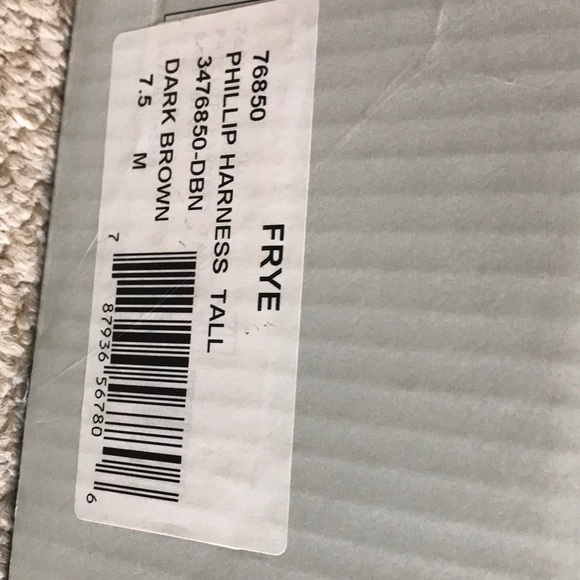 FRYE
76850
PHILLIP HARNESS TALL
3476850-DBN
DARK BROWN
7.5 M
7 87936 56780 6